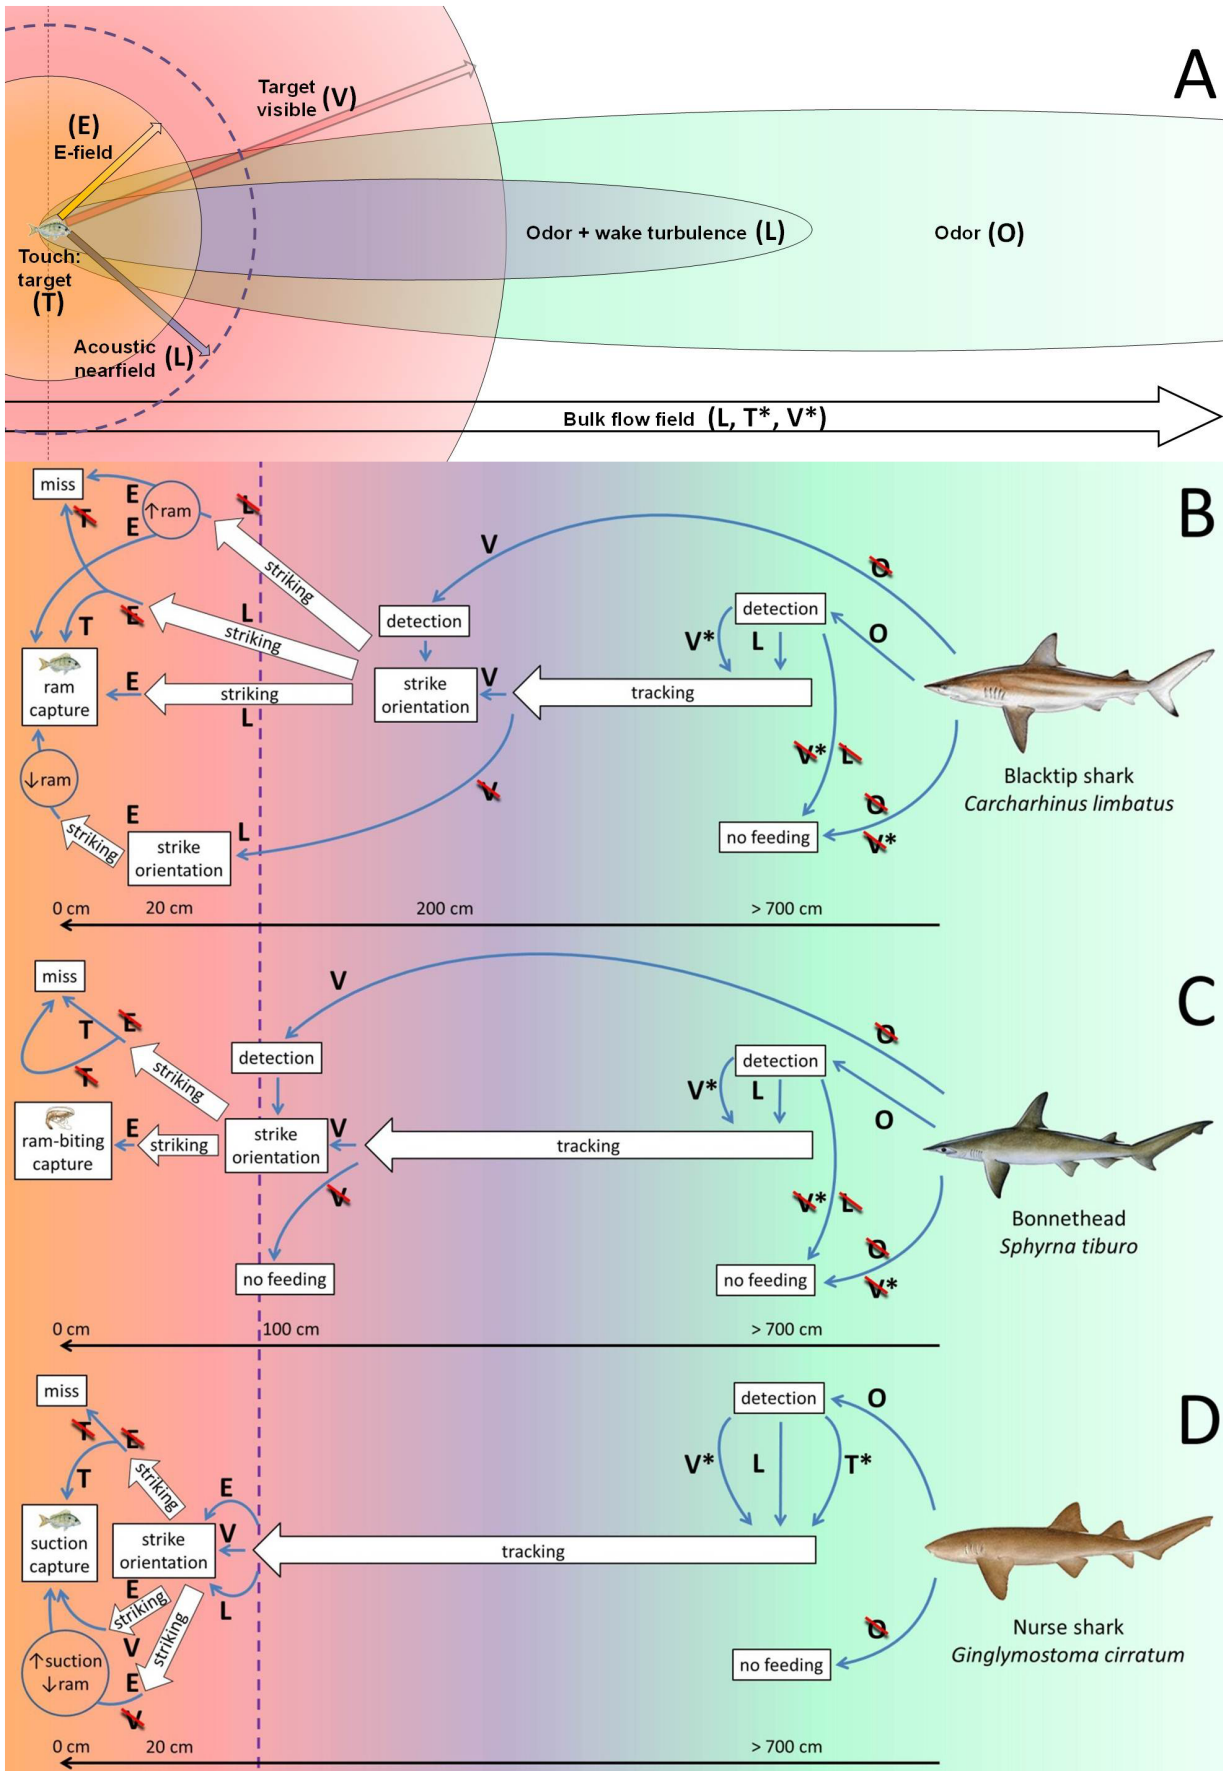 A
Target
visible (V)
(E)
E-field
Odor + wake turbulence (L)
Odor (O)
Touch:
target
(T)
Acoustic
nearfield (L)
Bulk flow field (L, T*, V*)
B
miss
T
E
E
↑ram
L
striking
V
O
detection
detection
V*
L
O
E
L
striking
T
ram
capture
E
striking
L
strike
orientation
V
tracking
V*
L
V
O
V*
no feeding
Blacktip shark
Carcharhinus limbatus
↓ram
striking
E
strike
orientation
L
0 cm
20 cm
200 cm
> 700 cm
C
miss
T
E
T
V
O
detection
detection
V*
L
O
striking
ram-biting
capture
E
striking
strike
orientation
V
tracking
V
V*
L
O
V*
no feeding
no feeding
Bonnethead
Sphyrna tiburo
0 cm
100 cm
> 700 cm
D
miss
T
E
T
striking
detection
O
V*
L
T*
suction
capture
strike
orientation
E
V
L
tracking
E
striking
striking
V
E
V
↑suction
↓ram
O
no feeding
Nurse shark
Ginglymostoma cirratum
0 cm
20 cm
> 700 cm